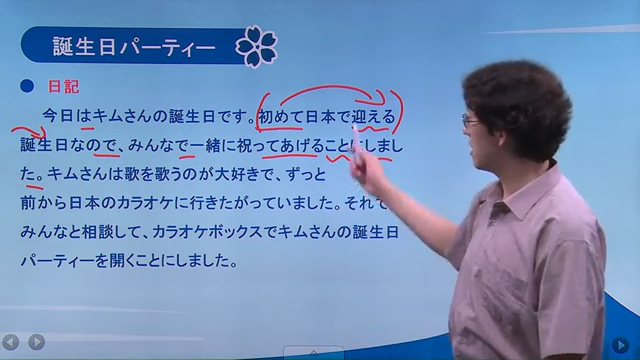 誕生日パーティー
日記
今日はキムさんの誕生日です。初めて日本で迎える
誕生日なので、みんなで一緒に祝ってあげることにしまし
た。キムさんは歌を歌うのが大好きで、ずっと
前から日本のカラオケに行きたがっていました。それで
みんなと相談して、カラオケボックスでキムさんの誕生日
パーティーを開くことにしました。